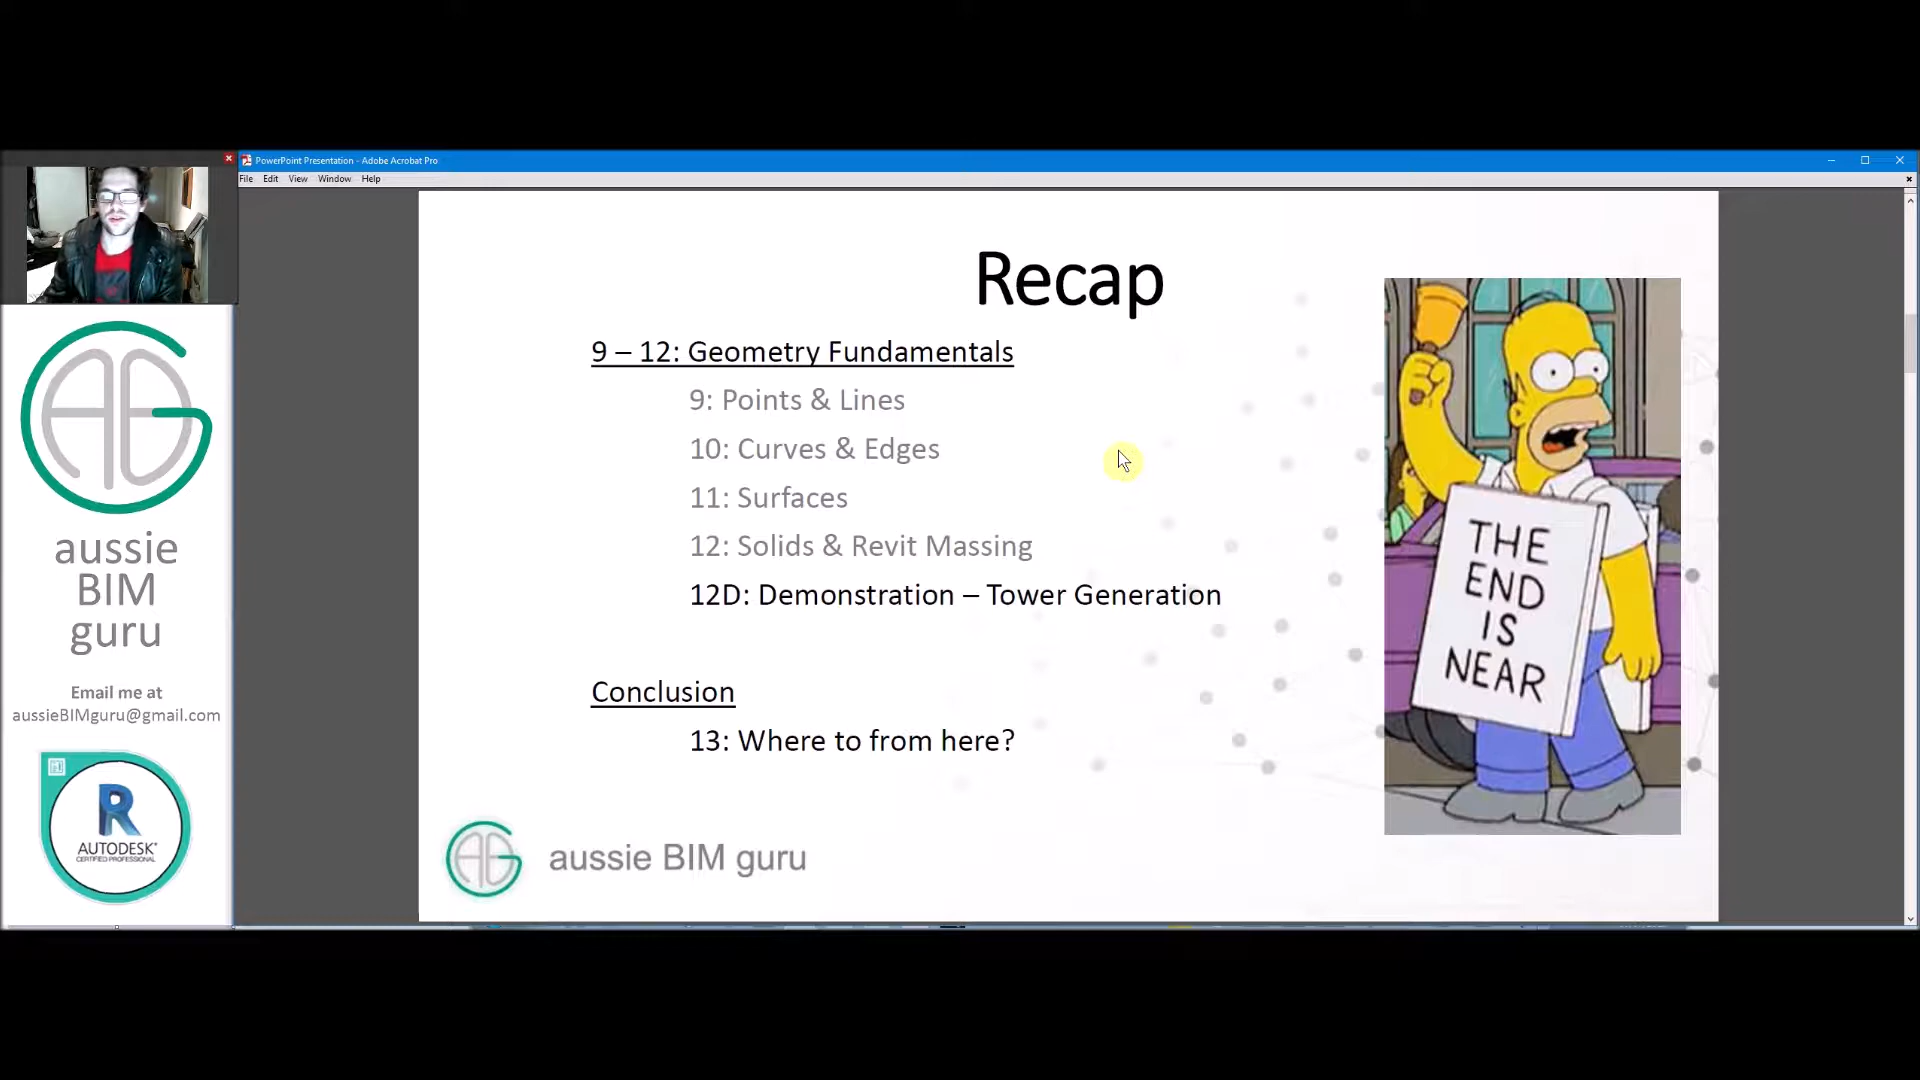 PowerPoint Presentation - Adobe Acrobat Pro
File Edit View Window Help
aussie
BIM
guru
Email me at
aussieBIMguru@gmail.com
R
AUTODESK
CERTIFIED PROFESSIONAL
Recap
9 – 12: Geometry Fundamentals
9: Points & Lines
10: Curves & Edges
11: Surfaces
12: Solids & Revit Massing
12D: Demonstration – Tower Generation
Conclusion
13: Where to from here?
aussie BIM guru
THE
END
IS
NEAR